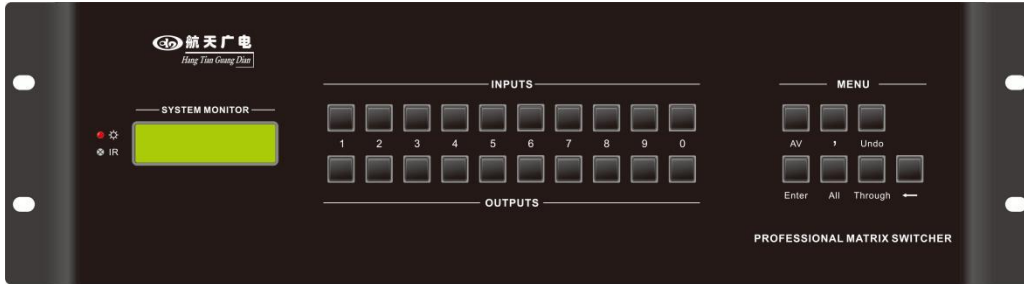 航天广电
Hang Tian Guang Dian
SYSTEM MONITOR
IR
INPUTS
1 2 3 4 5 6 7 8 9 0
OUTPUTS
MENU
AV , Undo
Enter All Through ←
PROFESSIONAL MATRIX SWITCHER